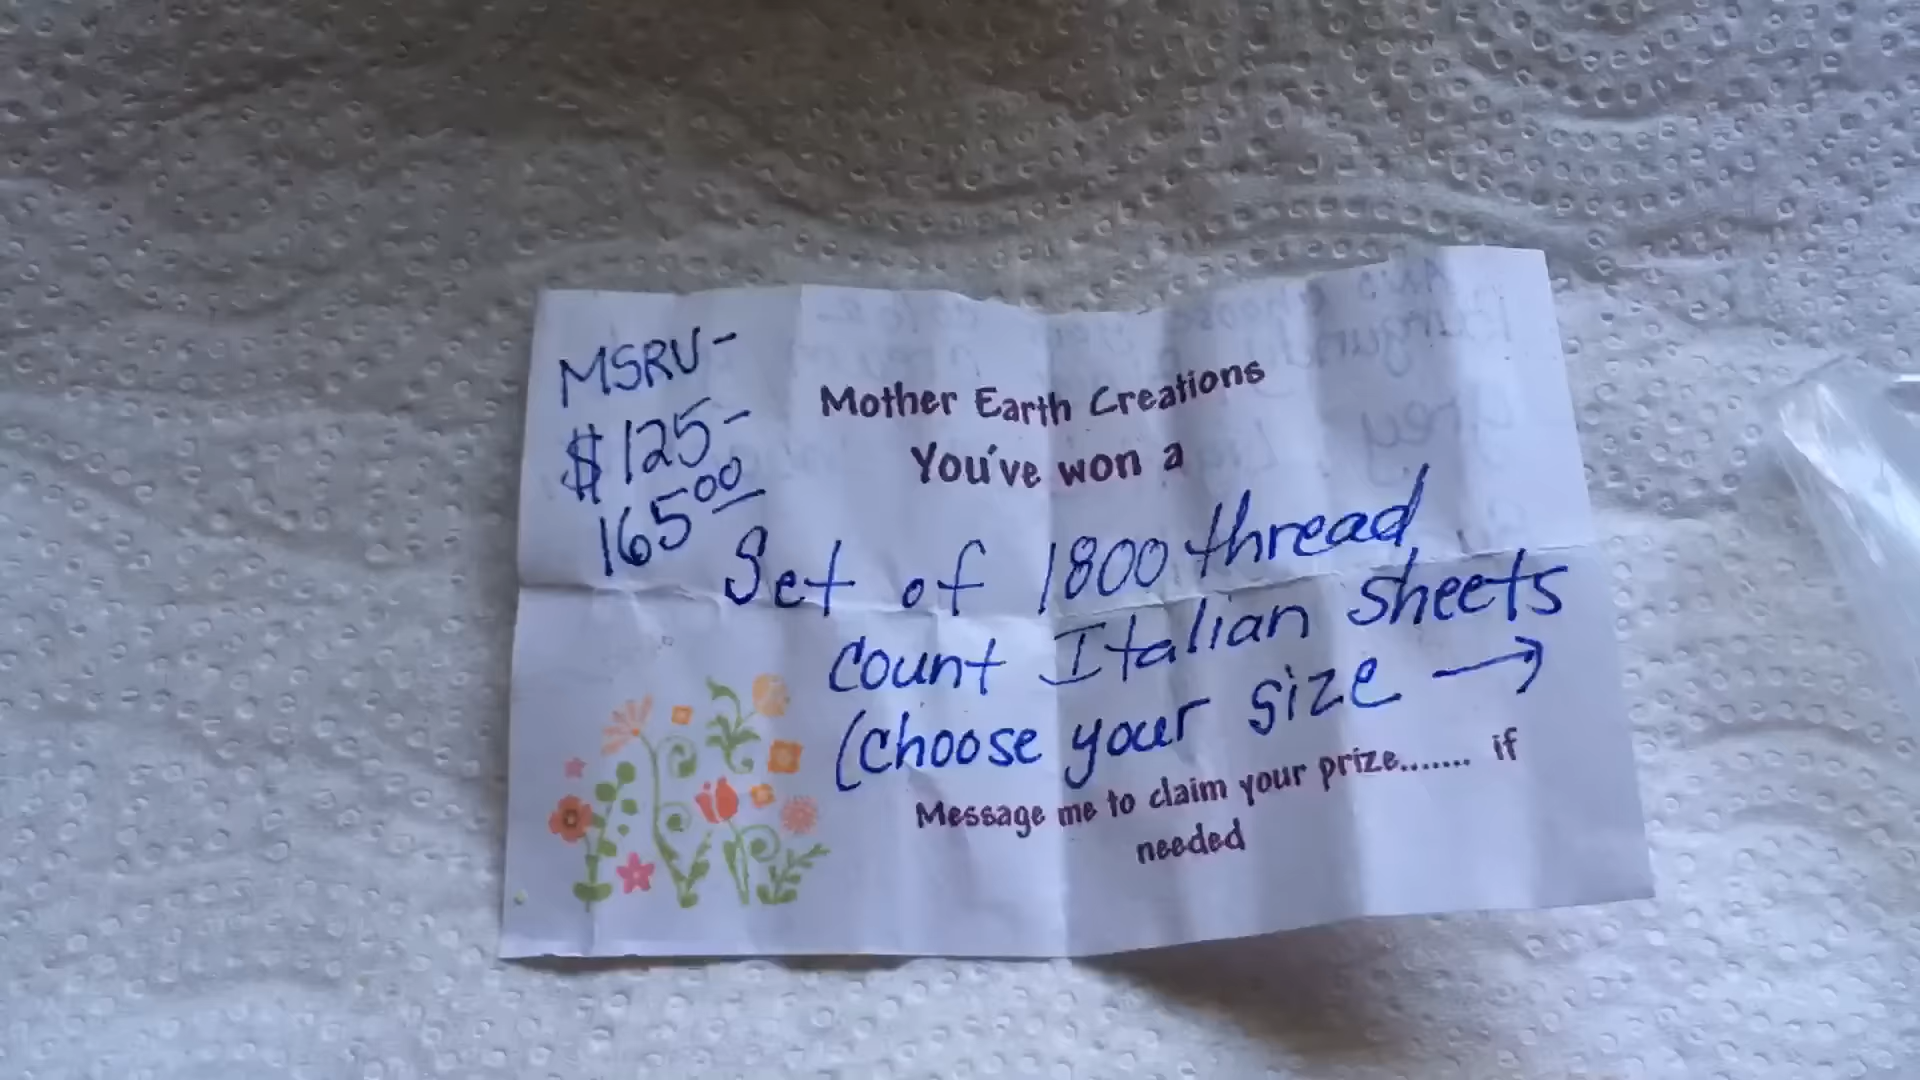 MSRV-
$125-
165.00
Mother Earth Creations
You've won a
Set of 1800 thread
count Italian sheets
(choose your size →
Message me to claim your prize....... if
needed